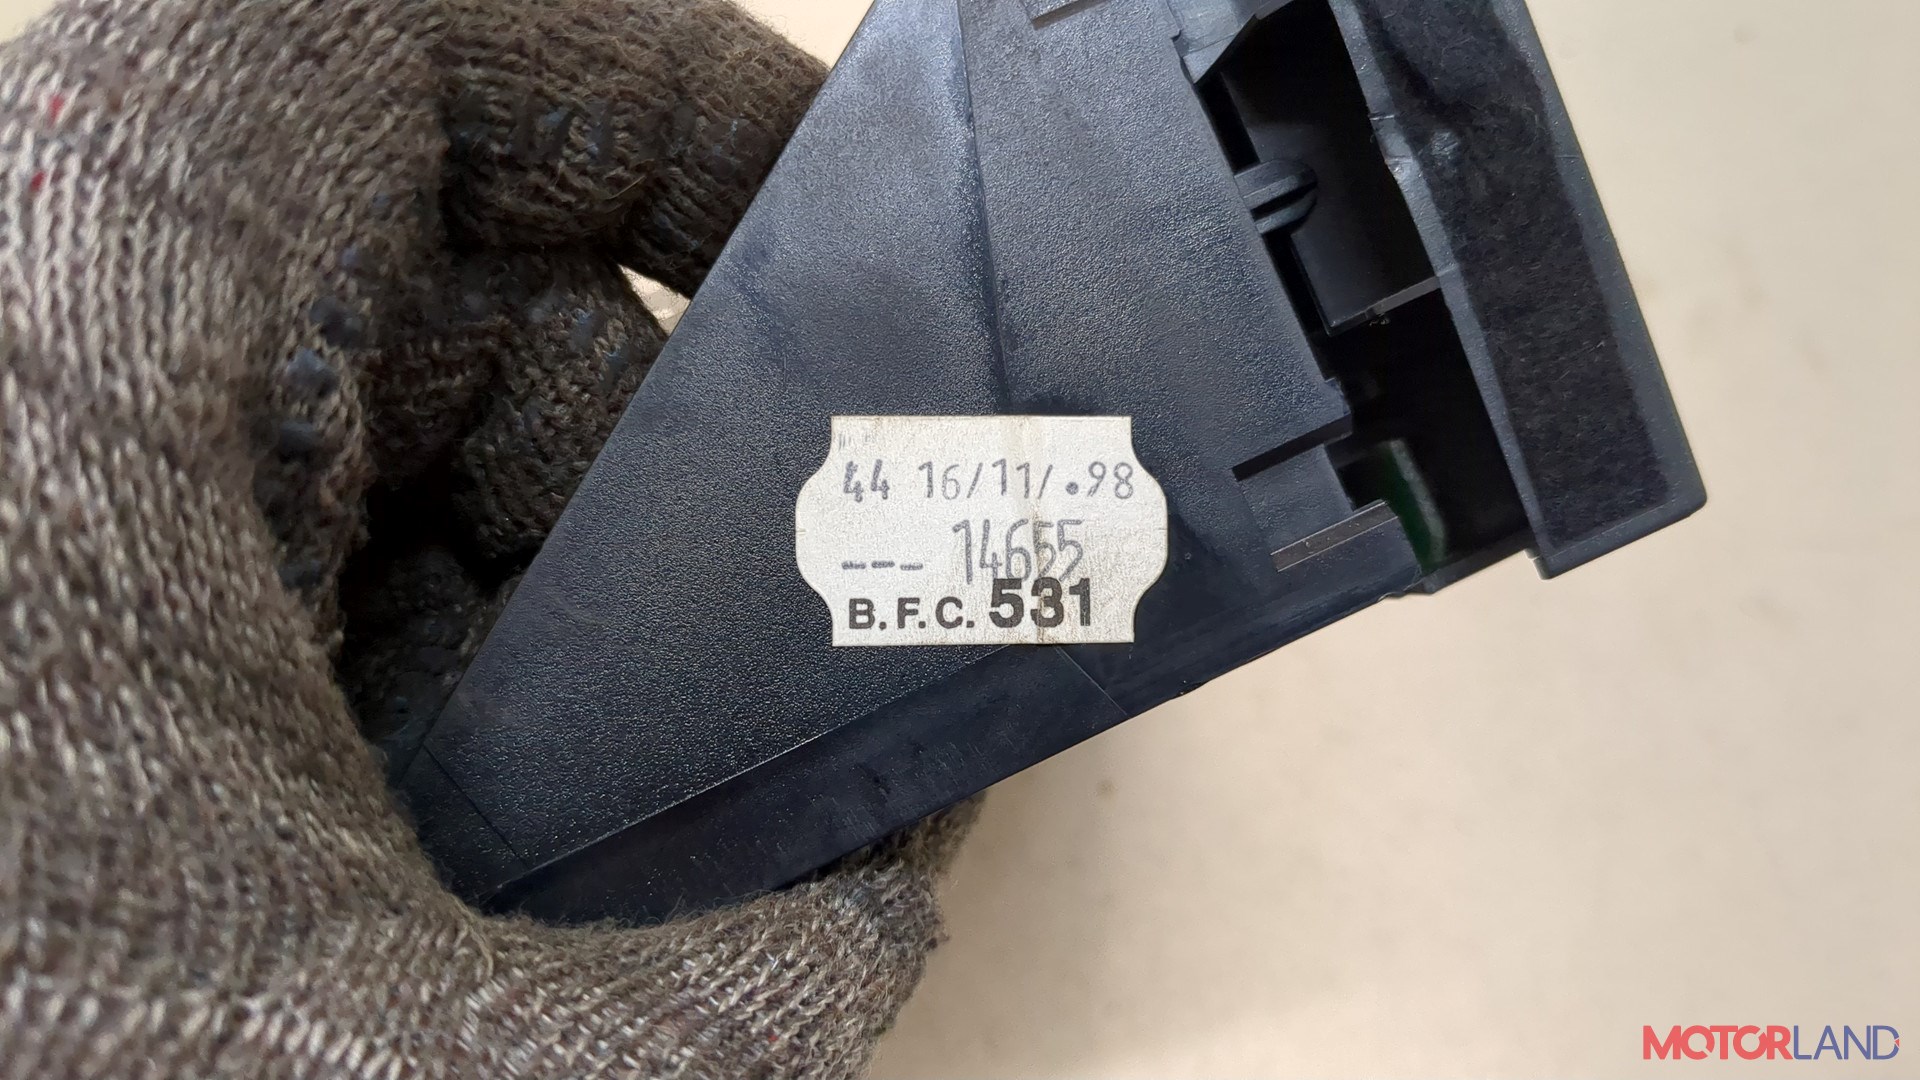 44 16/11/.98
--- 14655
B.F.C. 531
MOTORLAND